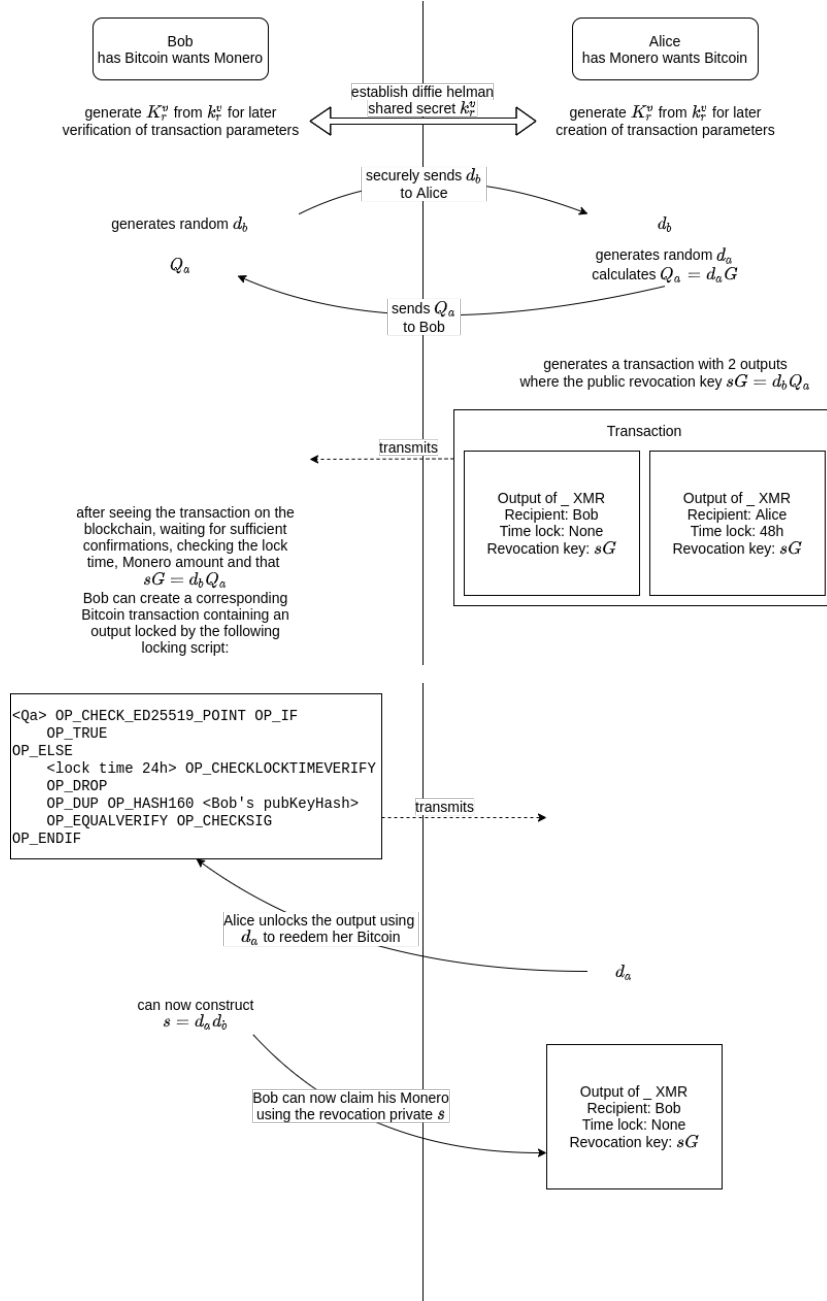 Bob
has Bitcoin wants Monero
Alice
has Monero wants Bitcoin
establish diffie helman
shared secret $k_r^v$
generate $K_r^v$ from $k_r^v$ for later
verification of transaction parameters
generate $K_r^v$ from $k_r^v$ for later
creation of transaction parameters
securely sends $d_b$
to Alice
generates random $d_b$
$d_b$
$Q_a$
generates random $d_a$
calculates $Q_a = d_a G$
sends $Q_a$
to Bob
generates a transaction with 2 outputs
where the public revocation key $sG = d_b Q_a$
transmits
Transaction
Output of _ XMR
Recipient: Bob
Time lock: None
Revocation key: $sG$
Output of _ XMR
Recipient: Alice
Time lock: 48h
Revocation key: $sG$
after seeing the transaction on the
blockchain, waiting for sufficient
confirmations, checking the lock
time, Monero amount and that
$sG = d_b Q_a$
Bob can create a corresponding
Bitcoin transaction containing an
output locked by the following
locking script:
<Qa> OP_CHECK_ED25519_POINT OP_IF
OP_TRUE
OP_ELSE
<lock time 24h> OP_CHECKLOCKTIMEVERIFY
OP_DROP
OP_DUP OP_HASH160 <Bob's pubKeyHash>
OP_EQUALVERIFY OP_CHECKSIG
OP_ENDIF
transmits
Alice unlocks the output using
$d_a$ to reedem her Bitcoin
$d_a$
can now construct
$s = d_a d_b$
Bob can now claim his Monero
using the revocation private $s$
Output of _ XMR
Recipient: Bob
Time lock: None
Revocation key: $sG$